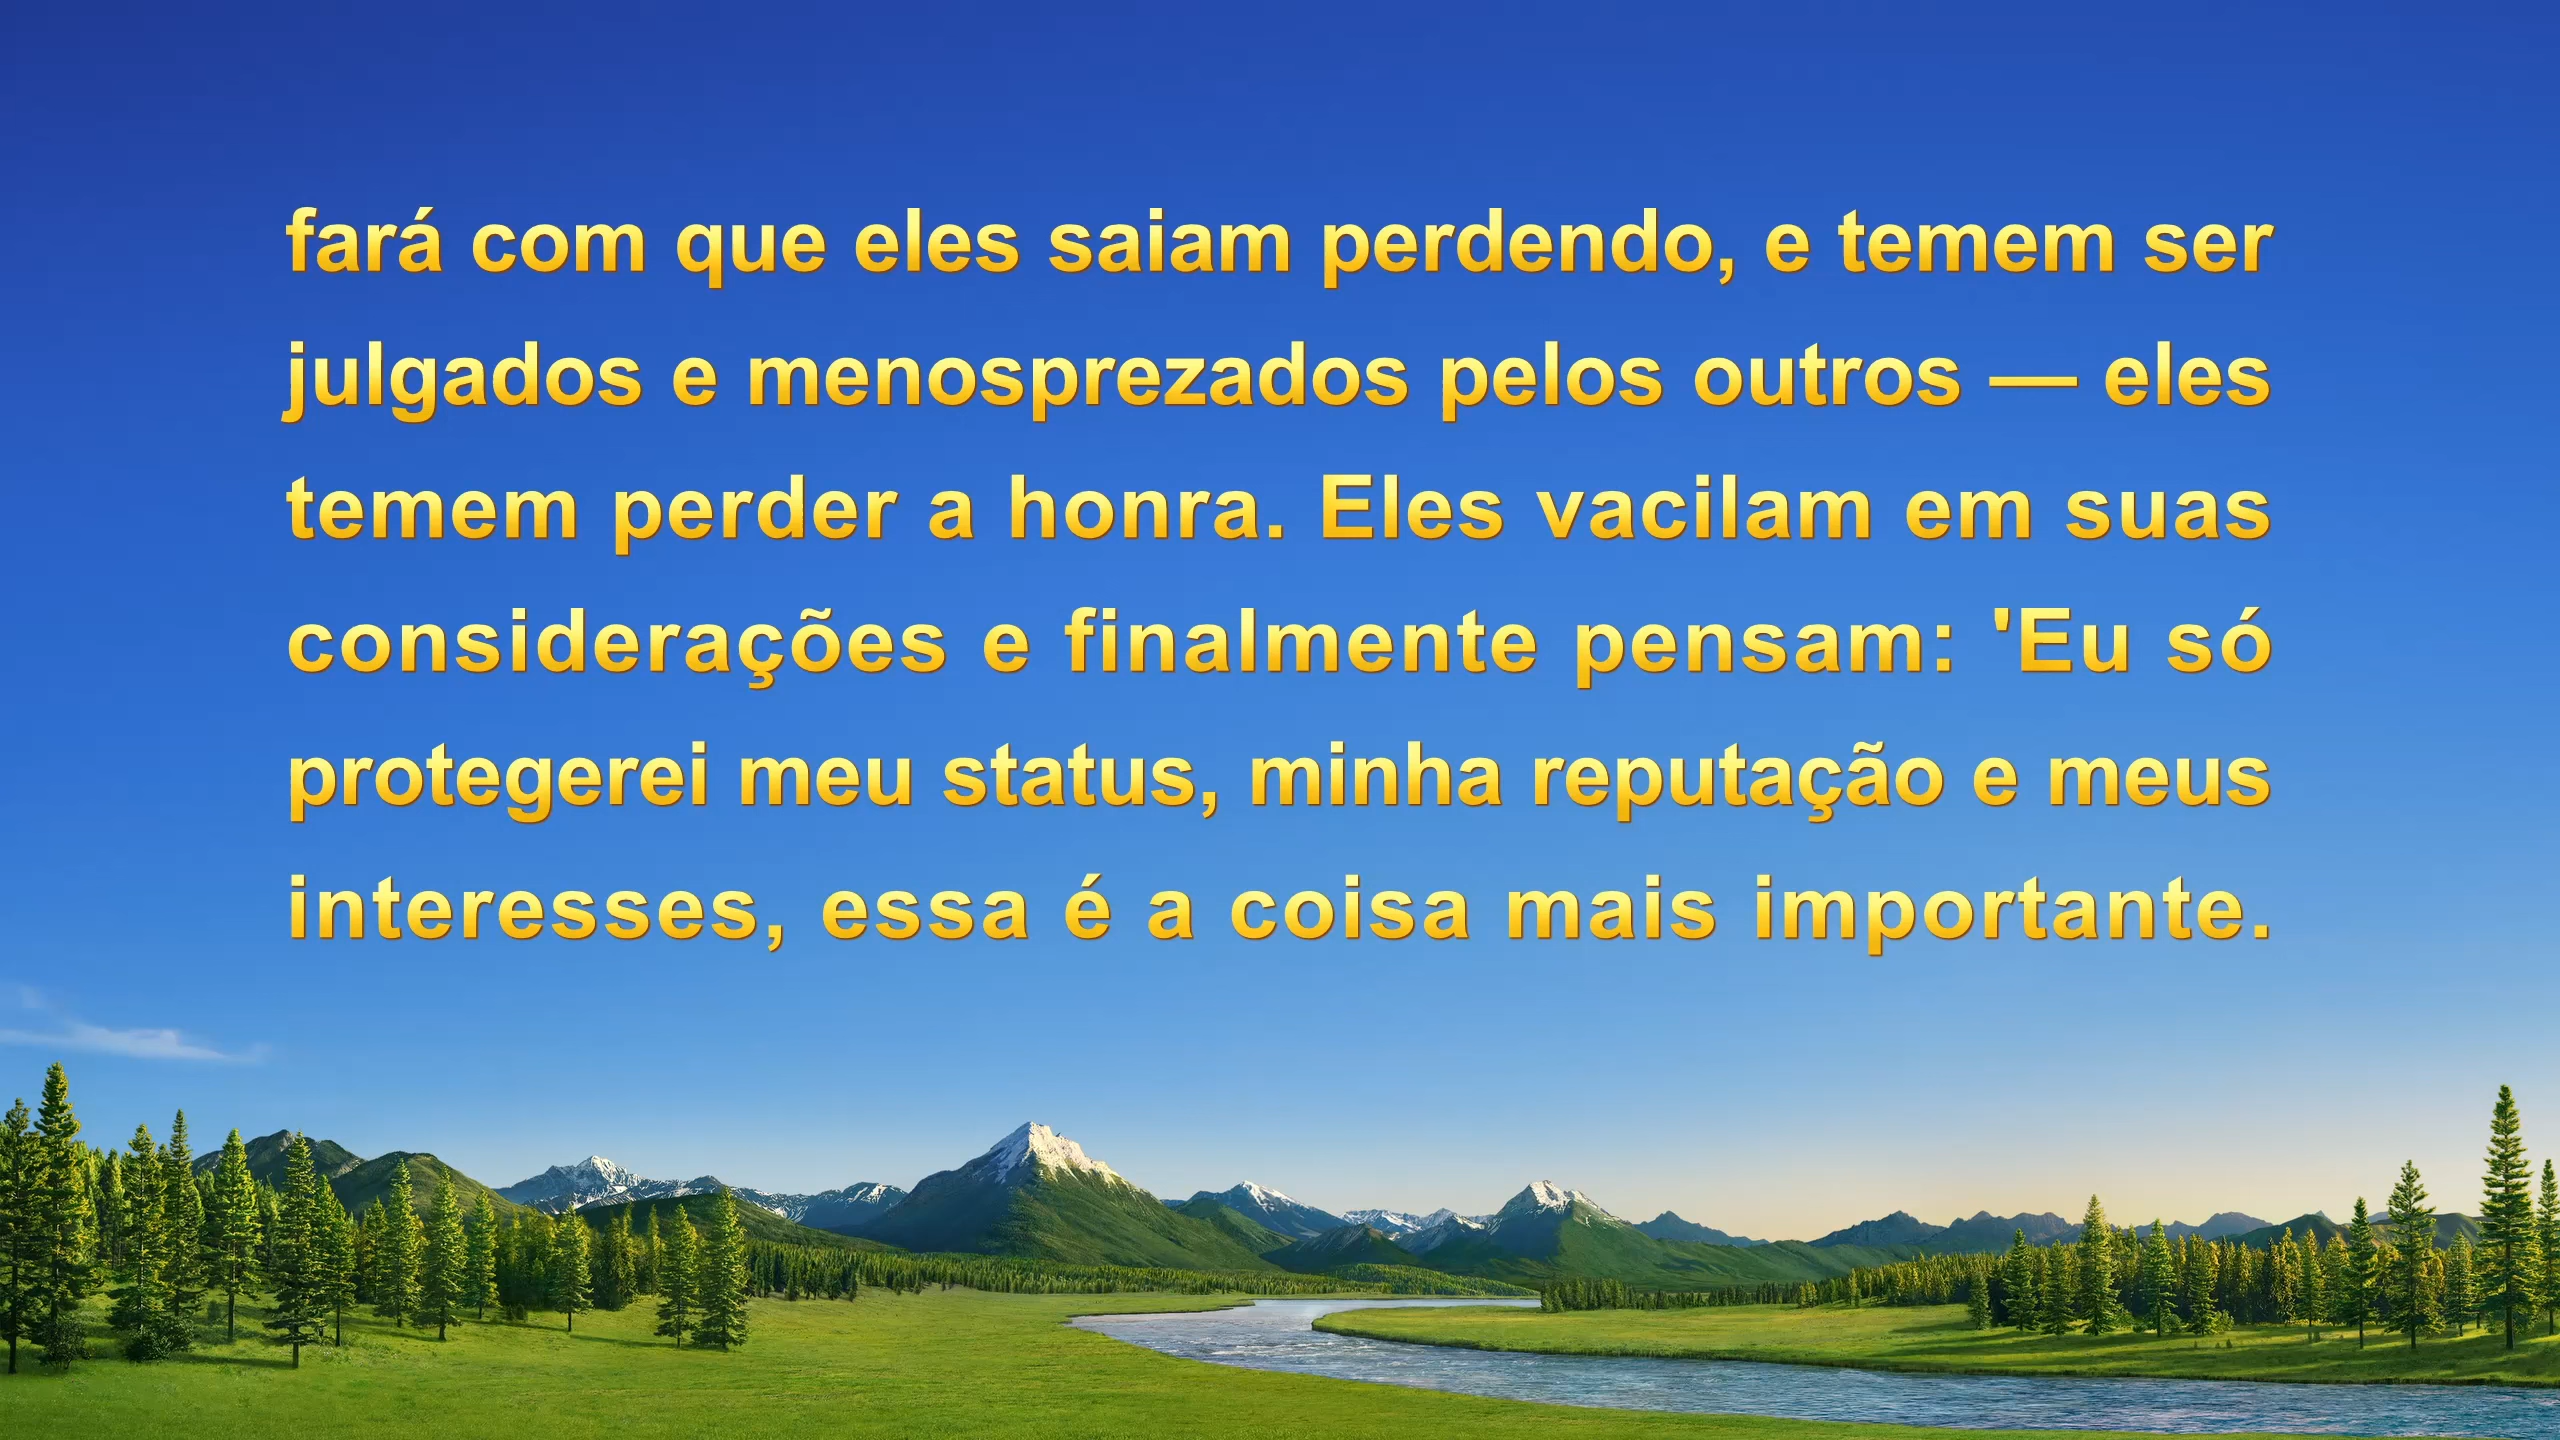 fará com que eles saiam perdendo, e temem ser
julgados e menosprezados pelos outros — eles
temem perder a honra. Eles vacilam em suas
considerações e finalmente pensam: 'Eu só
protegerei meu status, minha reputação e meus
interesses, essa é a coisa mais importante.